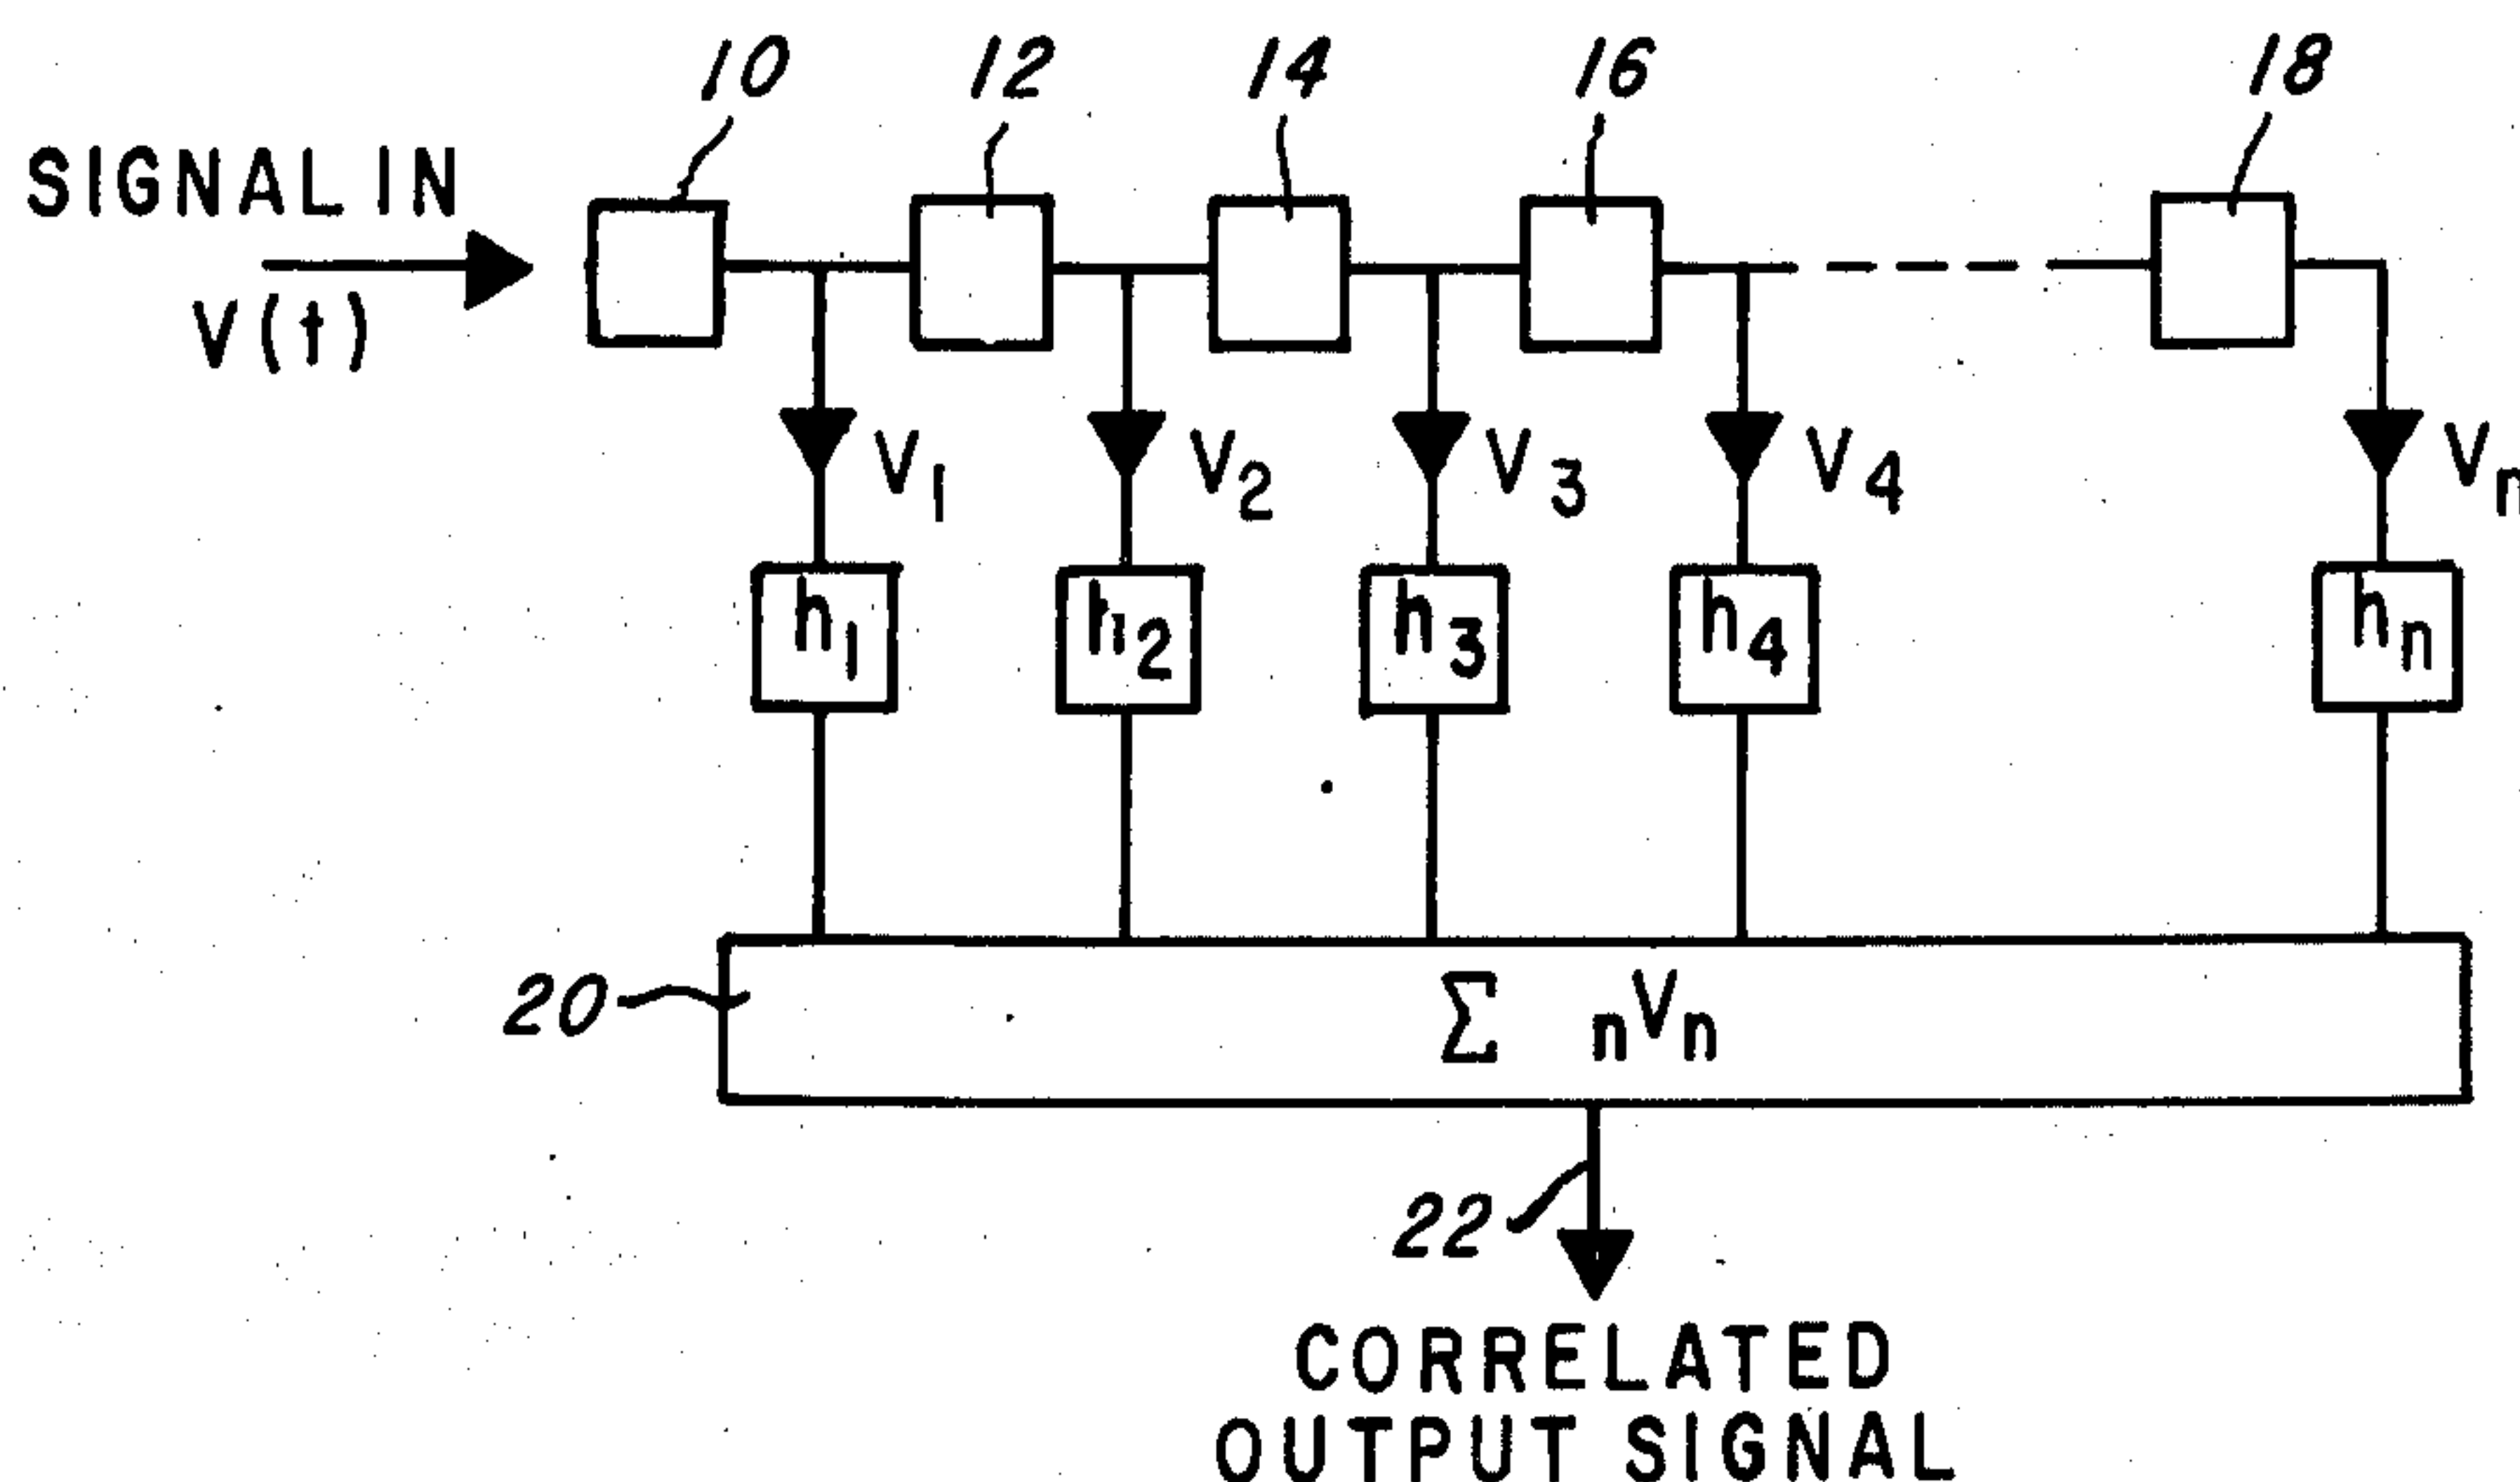 10 12 14 16 18
SIGNAL IN
V(t)
V1 V2 V3 V4 Vn
h1 h2 h3 h4 hn
20
Σ nVn
22
CORRELATED
OUTPUT SIGNAL